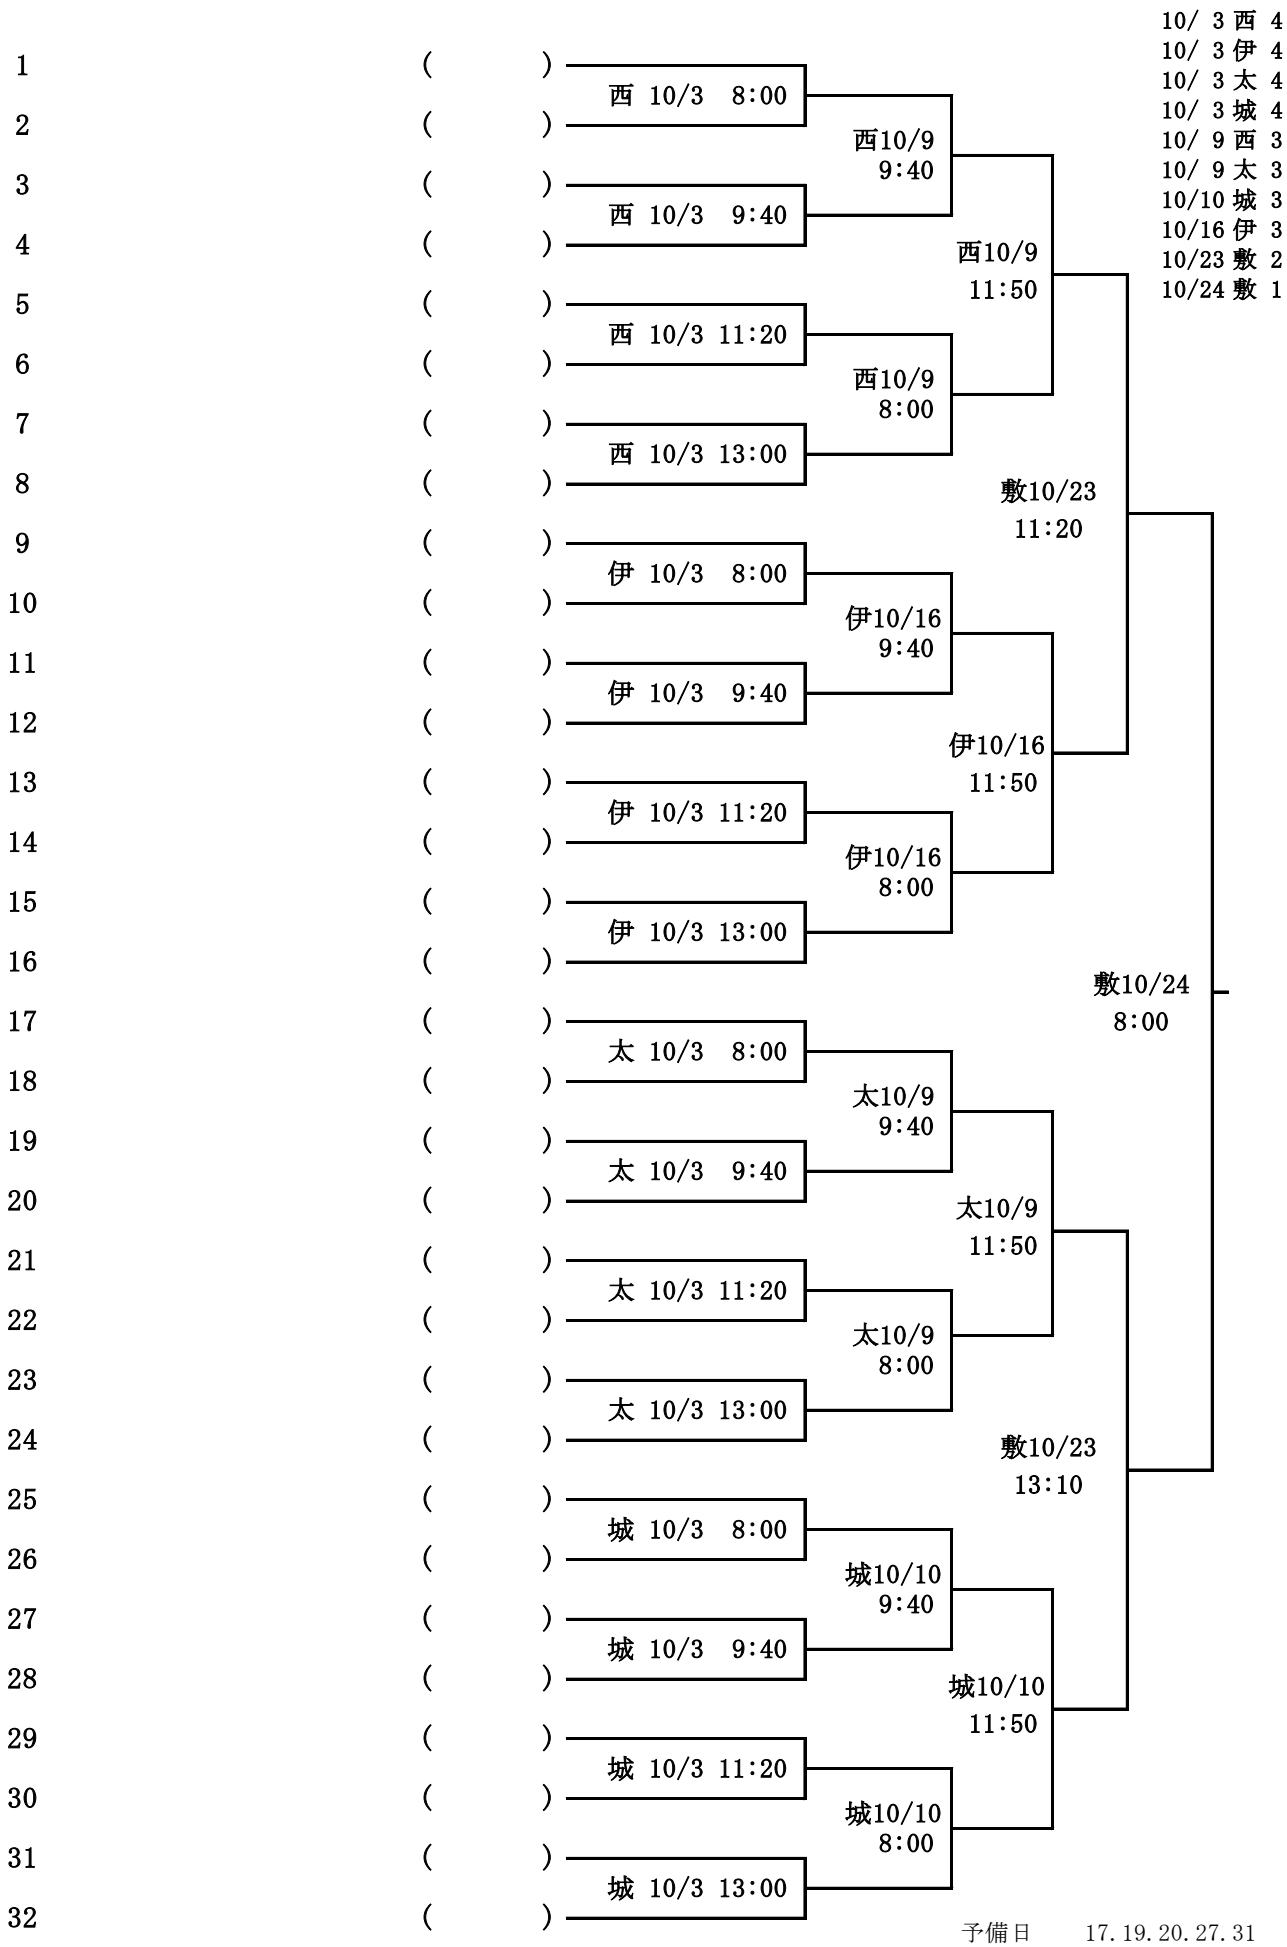 10/ 3 西 4
10/ 3 伊 4
10/ 3 太 4
10/ 3 城 4
10/ 9 西 3
10/ 9 太 3
10/10 城 3
10/16 伊 3
10/23 敷 2
10/24 敷 1
1 ( )
西 10/3 8:00
2 ( )
西10/9
9:40
3 ( )
西 10/3 9:40
4 ( )
西10/9
11:50
5 ( )
西 10/3 11:20
6 ( )
西10/9
8:00
7 ( )
西 10/3 13:00
8 ( )
敷10/23
11:20
9 ( )
伊 10/3 8:00
10 ( )
伊10/16
9:40
11 ( )
伊 10/3 9:40
12 ( )
伊10/16
11:50
13 ( )
伊 10/3 11:20
14 ( )
伊10/16
8:00
15 ( )
伊 10/3 13:00
16 ( )
敷10/24
8:00
17 ( )
太 10/3 8:00
18 ( )
太10/9
9:40
19 ( )
太 10/3 9:40
20 ( )
太10/9
11:50
21 ( )
太 10/3 11:20
22 ( )
太10/9
8:00
23 ( )
太 10/3 13:00
24 ( )
敷10/23
13:10
25 ( )
城 10/3 8:00
26 ( )
城10/10
9:40
27 ( )
城 10/3 9:40
28 ( )
城10/10
11:50
29 ( )
城 10/3 11:20
30 ( )
城10/10
8:00
31 ( )
城 10/3 13:00
32 ( )
予備日 17.19.20.27.31